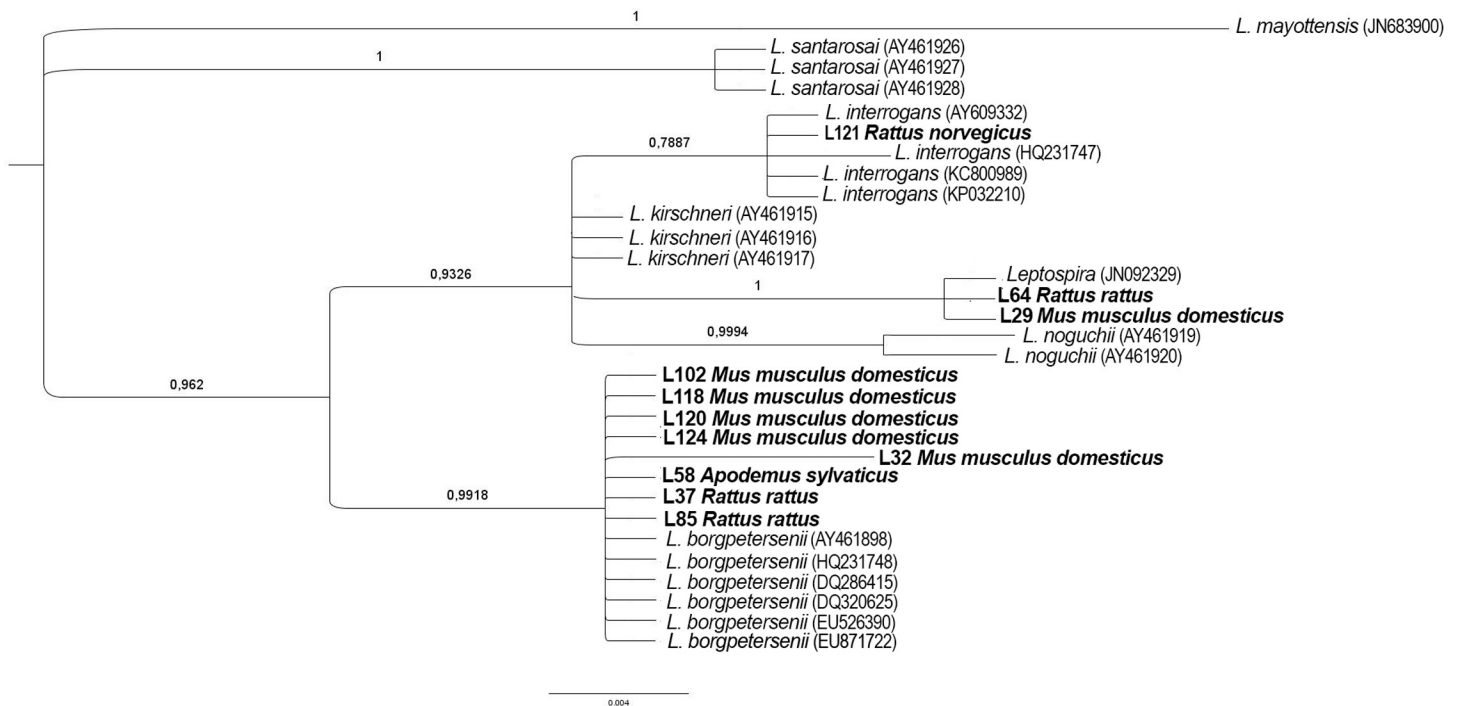 1
L. mayottensis (JN683900)
L. santarosai (AY461926)
1
L. santarosai (AY461927)
L. santarosai (AY461928)
L. interrogans (AY609332)
L121 Rattus norvegicus
0,7887
L. interrogans (HQ231747)
L. interrogans (KC800989)
L. interrogans (KP032210)
L. kirschneri (AY461915)
L. kirschneri (AY461916)
L. kirschneri (AY461917)
0,9326
Leptospira (JN092329)
1
L64 Rattus rattus
L29 Mus musculus domesticus
0,9994
L. noguchii (AY461919)
L. noguchii (AY461920)
L102 Mus musculus domesticus
0,962
L118 Mus musculus domesticus
L120 Mus musculus domesticus
L124 Mus musculus domesticus
L32 Mus musculus domesticus
L58 Apodemus sylvaticus
0,9918
L37 Rattus rattus
L85 Rattus rattus
L. borgpetersenii (AY461898)
L. borgpetersenii (HQ231748)
L. borgpetersenii (DQ286415)
L. borgpetersenii (DQ320625)
L. borgpetersenii (EU526390)
L. borgpetersenii (EU871722)
0.004